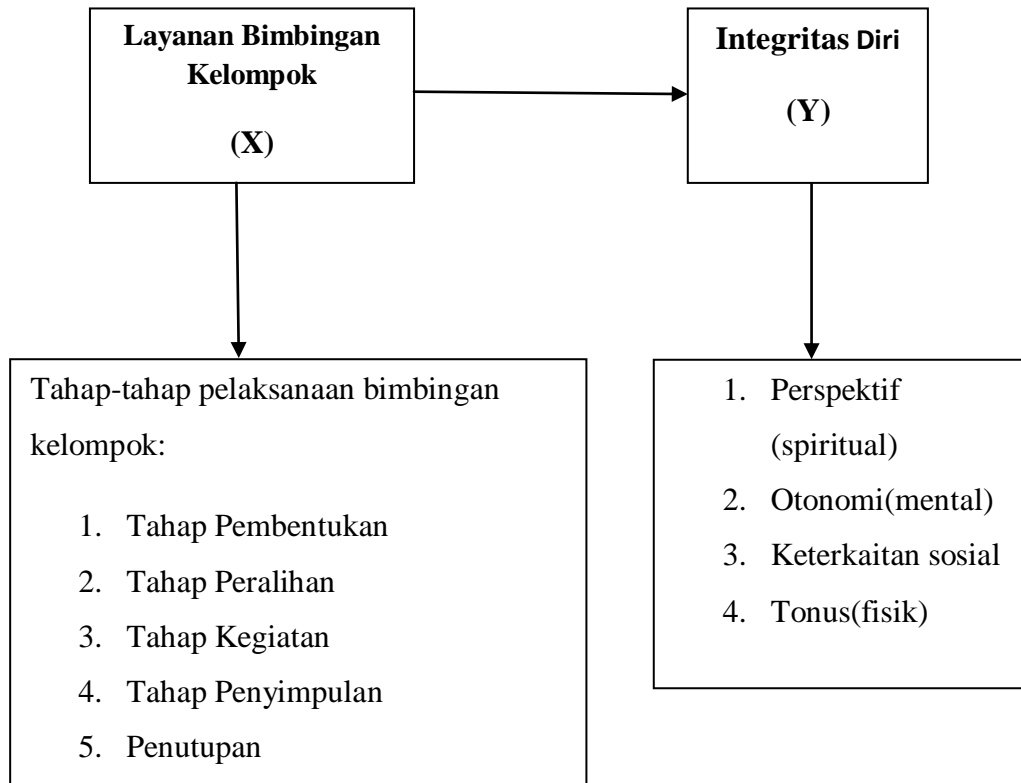 Layanan Bimbingan
Kelompok
(X)
Integritas Diri
(Y)
Tahap-tahap pelaksanaan bimbingan
kelompok:
1. Tahap Pembentukan
2. Tahap Peralihan
3. Tahap Kegiatan
4. Tahap Penyimpulan
5. Penutupan
1. Perspektif
(spiritual)
2. Otonomi(mental)
3. Keterkaitan sosial
4. Tonus(fisik)